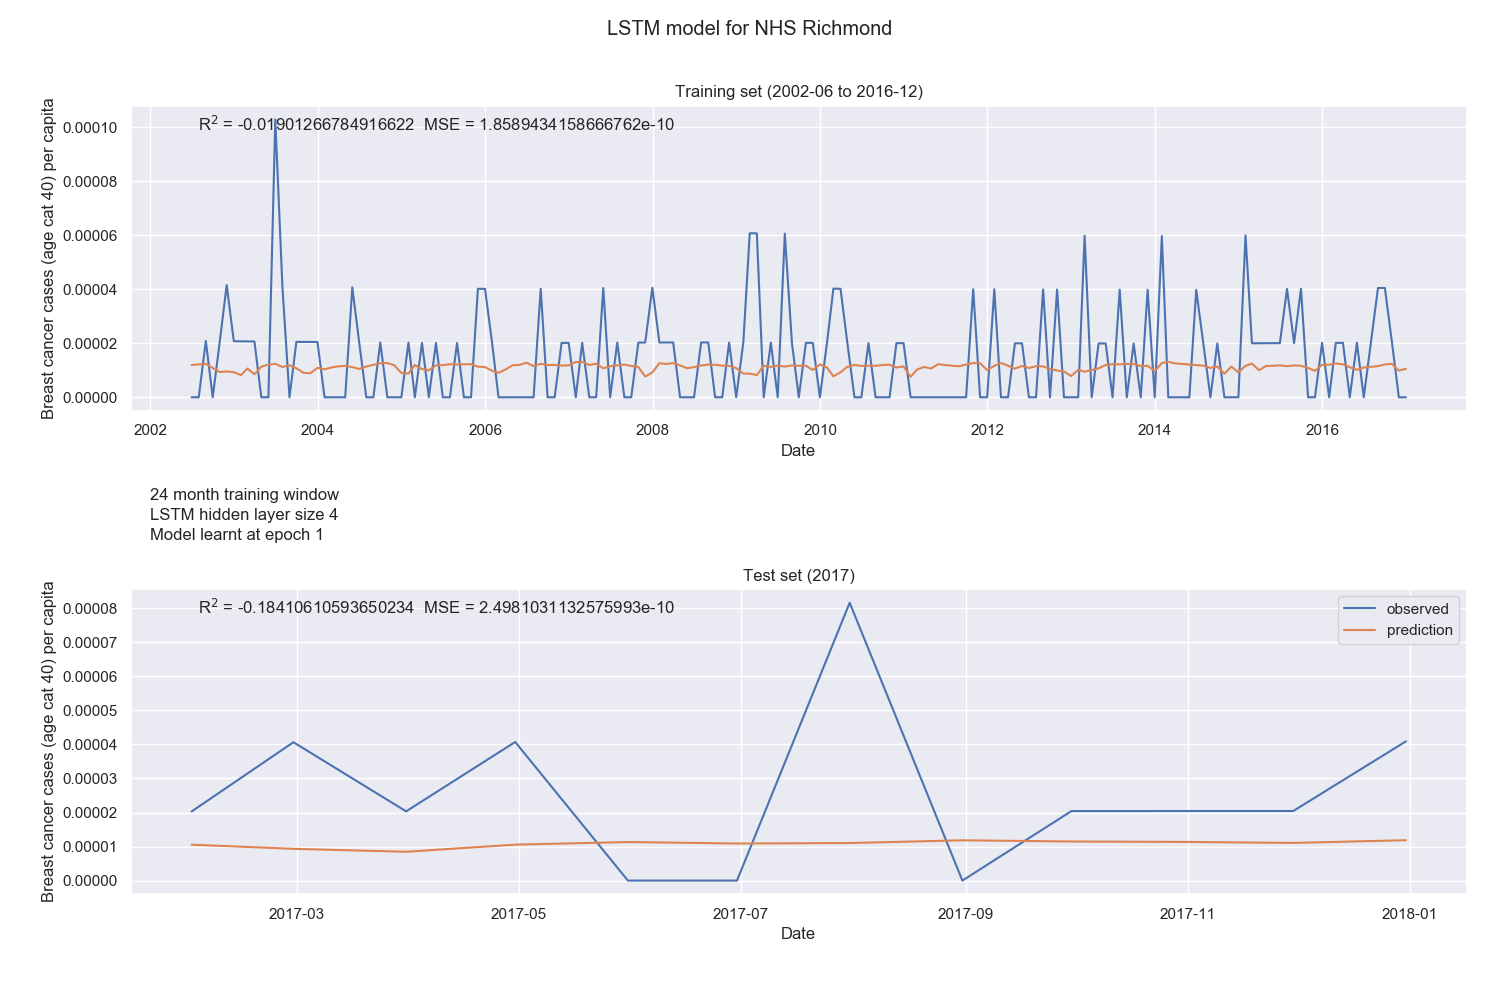 LSTM model for NHS Richmond
Training set (2002-06 to 2016-12)
R² = -0.01901266784916622 MSE = 1.8589434158666762e-10
Breast cancer cases (age cat 40) per capita
0.00010
0.00008
0.00006
0.00004
0.00002
0.00000
2002 2004 2006 2008 2010 2012 2014 2016
Date
24 month training window
LSTM hidden layer size 4
Model learnt at epoch 1
Test set (2017)
R² = -0.18410610593650234 MSE = 2.4981031132575993e-10
observed
prediction
Breast cancer cases (age cat 40) per capita
0.00008
0.00007
0.00006
0.00005
0.00004
0.00003
0.00002
0.00001
0.00000
2017-03 2017-05 2017-07 2017-09 2017-11 2018-01
Date